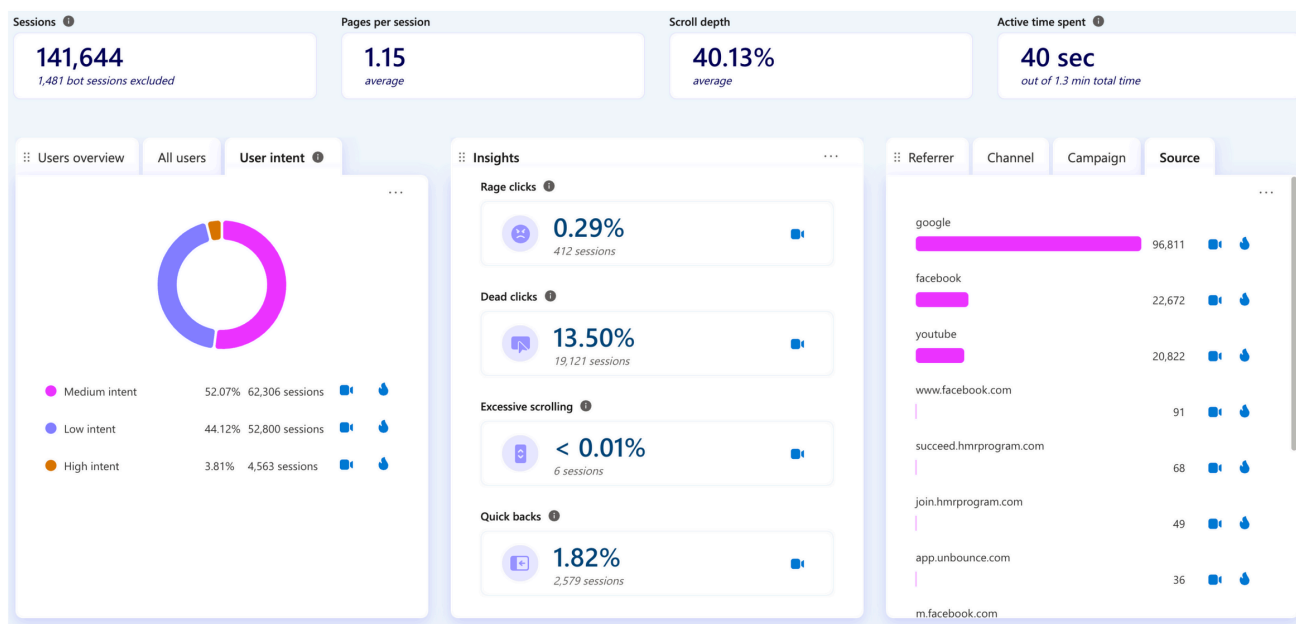 Sessions
141,644
1,481 bot sessions excluded
Pages per session
1.15
average
Scroll depth
40.13%
average
Active time spent
40 sec
out of 1.3 min total time
Users overview
All users
User intent
Medium intent 52.07% 62,306 sessions
Low intent 44.12% 52,800 sessions
High intent 3.81% 4,563 sessions
Insights
Rage clicks
0.29%
412 sessions
Dead clicks
13.50%
19,121 sessions
Excessive scrolling
< 0.01%
6 sessions
Quick backs
1.82%
2,579 sessions
Referrer
Channel
Campaign
Source
google
96,811
facebook
22,672
youtube
20,822
www.facebook.com
91
succeed.hmrprogram.com
68
join.hmrprogram.com
49
app.unbounce.com
36
m.facebook.com